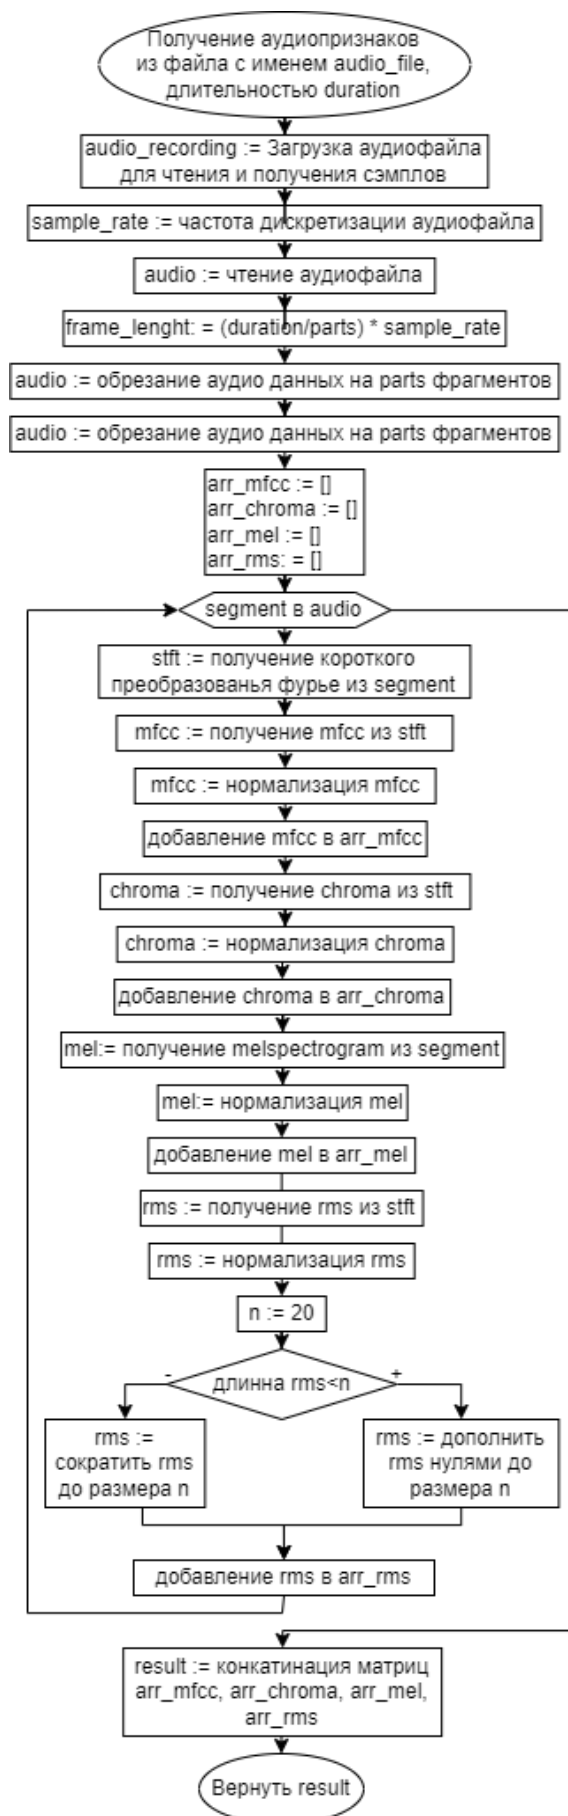 Получение аудиопризнаков
из файла с именем audio_file,
длительностью duration
audio_recording := Загрузка аудиофайла
для чтения и получения сэмплов
sample_rate := частота дискретизации аудиофайла
audio := чтение аудиофайла
frame_lenght: = (duration/parts) * sample_rate
audio := обрезание аудио данных на parts фрагментов
audio := обрезание аудио данных на parts фрагментов
arr_mfcc := []
arr_chroma := []
arr_mel := []
arr_rms: = []
segment в audio
stft := получение короткого
преобразованья фурье из segment
mfcc := получение mfcc из stft
mfcc := нормализация mfcc
добавление mfcc в arr_mfcc
chroma := получение chroma из stft
chroma := нормализация chroma
добавление chroma в arr_chroma
mel:= получение melspectrogram из segment
mel:= нормализация mel
добавление mel в arr_mel
rms := получение rms из stft
rms := нормализация rms
n := 20
- +
длинна rms<n
rms :=
сократить rms
до размера n
rms := дополнить
rms нулями до
размера n
добавление rms в arr_rms
result := конкатинация матриц
arr_mfcc, arr_chroma, arr_mel,
arr_rms
Вернуть result